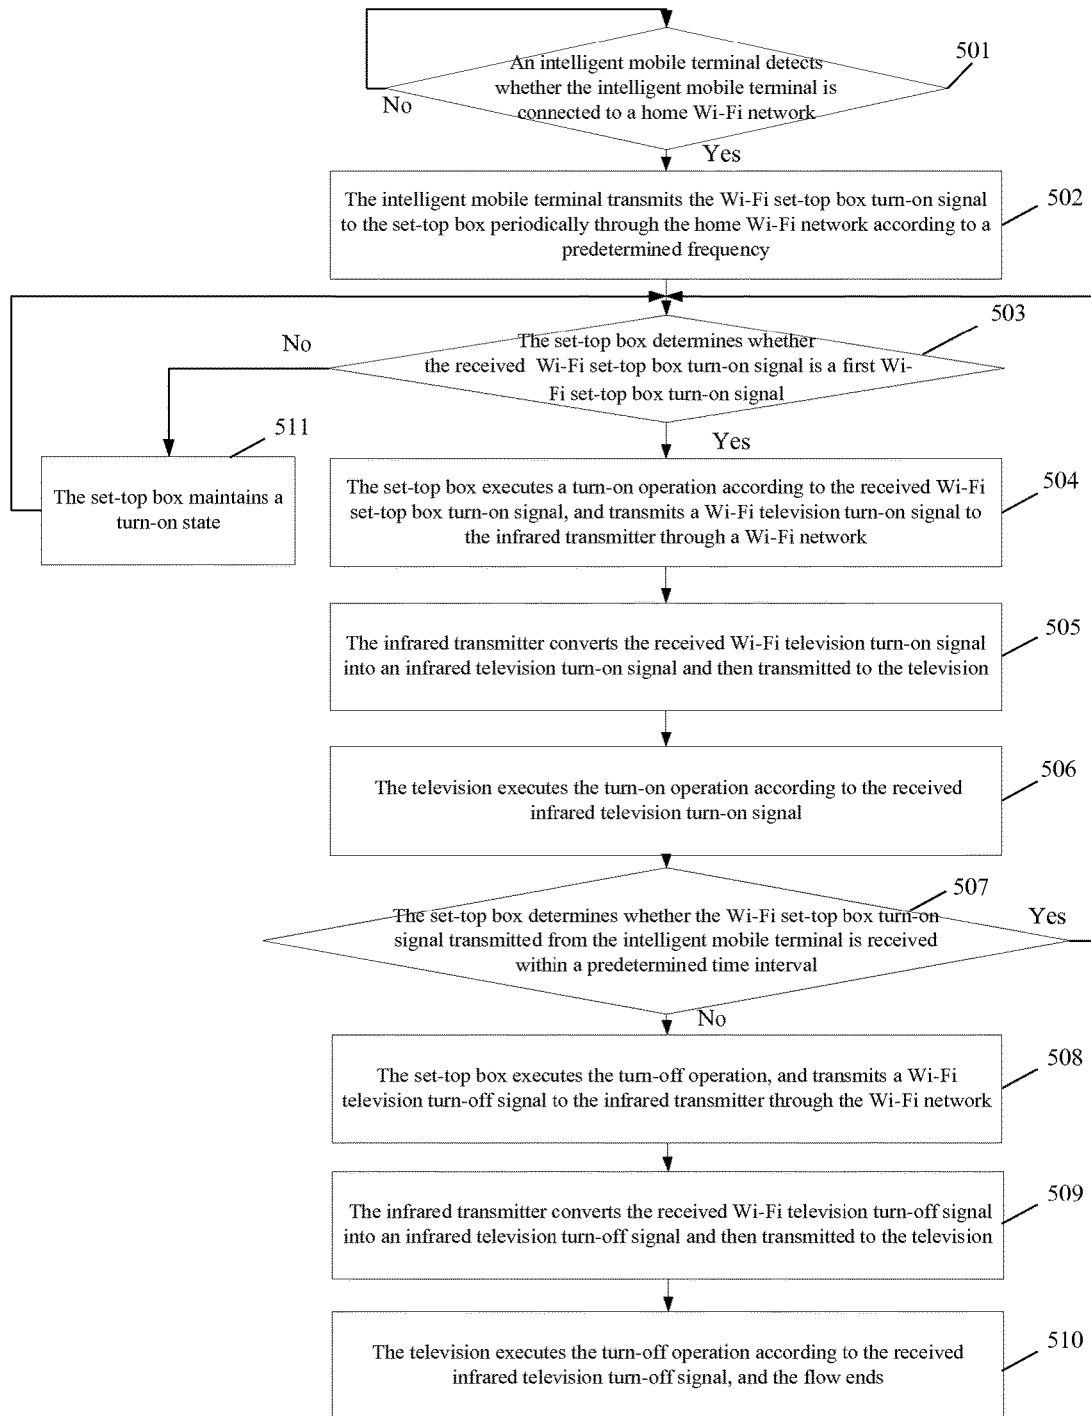 An intelligent mobile terminal detects
whether the intelligent mobile terminal is
connected to a home Wi-Fi network
501
No
Yes
The intelligent mobile terminal transmits the Wi-Fi set-top box turn-on signal
to the set-top box periodically through the home Wi-Fi network according to a
predetermined frequency
502
The set-top box determines whether
the received Wi-Fi set-top box turn-on signal is a first Wi-
Fi set-top box turn-on signal
503
No
Yes
511
The set-top box maintains a
turn-on state
The set-top box executes a turn-on operation according to the received Wi-Fi
set-top box turn-on signal, and transmits a Wi-Fi television turn-on signal to
the infrared transmitter through a Wi-Fi network
504
The infrared transmitter converts the received Wi-Fi television turn-on signal
into an infrared television turn-on signal and then transmitted to the television
505
The television executes the turn-on operation according to the received
infrared television turn-on signal
506
The set-top box determines whether the Wi-Fi set-top box turn-on
signal transmitted from the intelligent mobile terminal is received
within a predetermined time interval
507
Yes
No
The set-top box executes the turn-off operation, and transmits a Wi-Fi
television turn-off signal to the infrared transmitter through the Wi-Fi network
508
The infrared transmitter converts the received Wi-Fi television turn-off signal
into an infrared television turn-off signal and then transmitted to the television
509
The television executes the turn-off operation according to the received
infrared television turn-off signal, and the flow ends
510